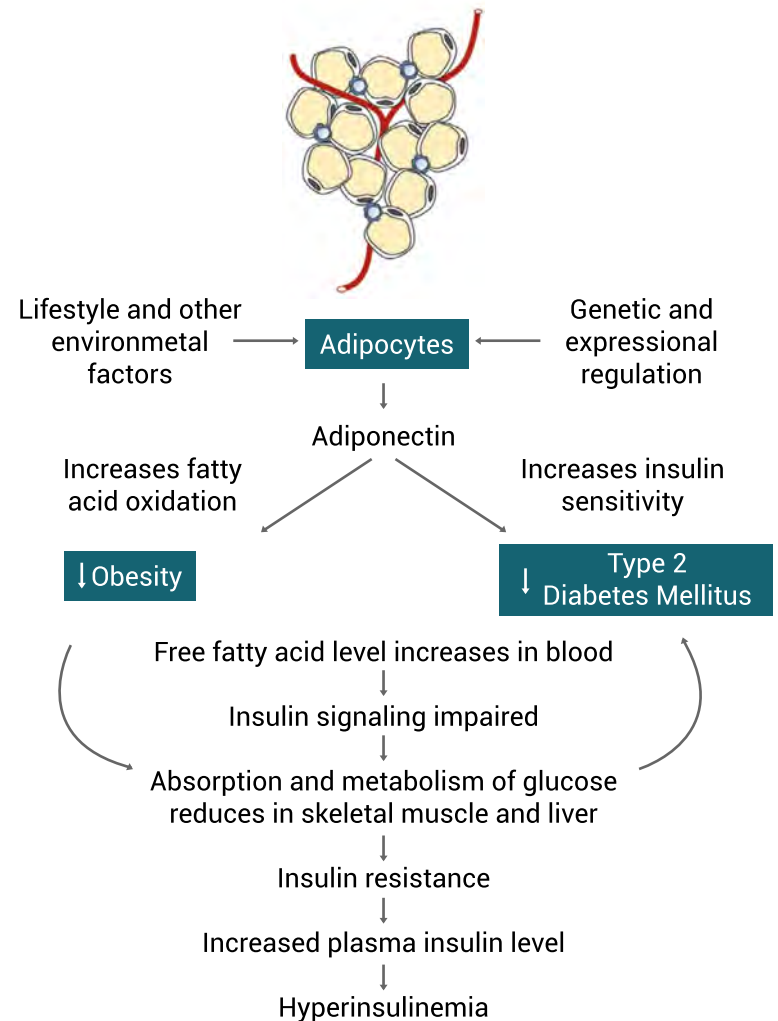 Lifestyle and other
environmetal
factors
Adipocytes
Genetic and
expressional
regulation
Adiponectin
Increases fatty
acid oxidation
Increases insulin
sensitivity
↓ Obesity
↓ Type 2
Diabetes Mellitus
Free fatty acid level increases in blood
Insulin signaling impaired
Absorption and metabolism of glucose
reduces in skeletal muscle and liver
Insulin resistance
Increased plasma insulin level
Hyperinsulinemia